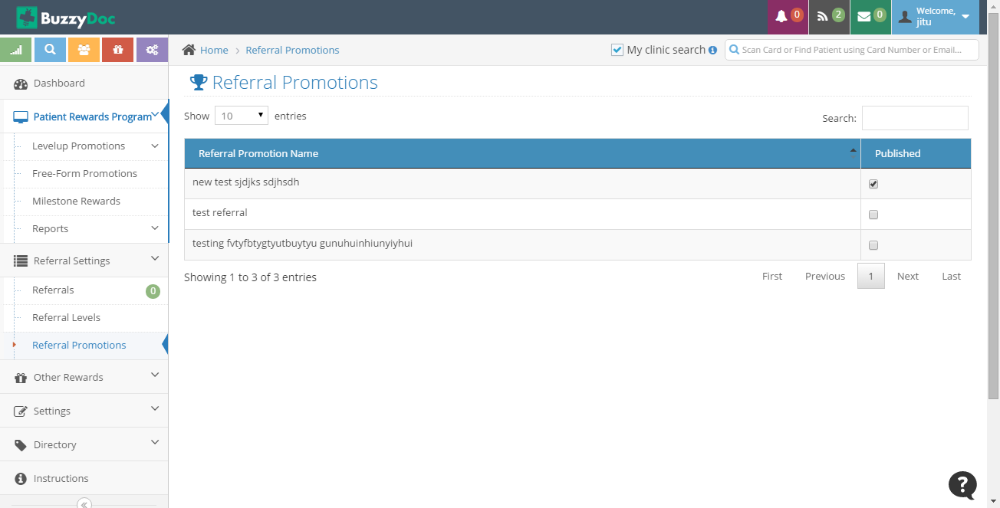 BuzzyDoc
0
2
0
Welcome,
jitu
Home
Referral Promotions
My clinic search
Scan Card or Find Patient using Card Number or Email...
Dashboard
Patient Rewards Program
Levelup Promotions
Free-Form Promotions
Milestone Rewards
Reports
Referral Settings
Referrals
0
Referral Levels
Referral Promotions
Other Rewards
Settings
Directory
Instructions
Referral Promotions
Show 10 entries
Search:
Referral Promotion Name
Published
new test sjdjks sdjhsdh
test referral
testing fvtyfbtygtyutbuytyu gunuhuinhiunyiyhui
Showing 1 to 3 of 3 entries
First Previous 1 Next Last